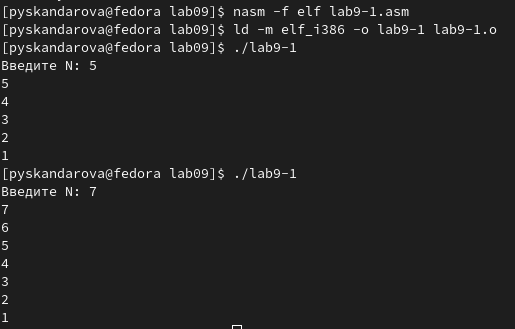 [pyskandarova@fedora lab09]$ nasm -f elf lab9-1.asm
[pyskandarova@fedora lab09]$ ld -m elf_i386 -o lab9-1 lab9-1.o
[pyskandarova@fedora lab09]$ ./lab9-1
Введите N: 5
5
4
3
2
1
[pyskandarova@fedora lab09]$ ./lab9-1
Введите N: 7
7
6
5
4
3
2
1